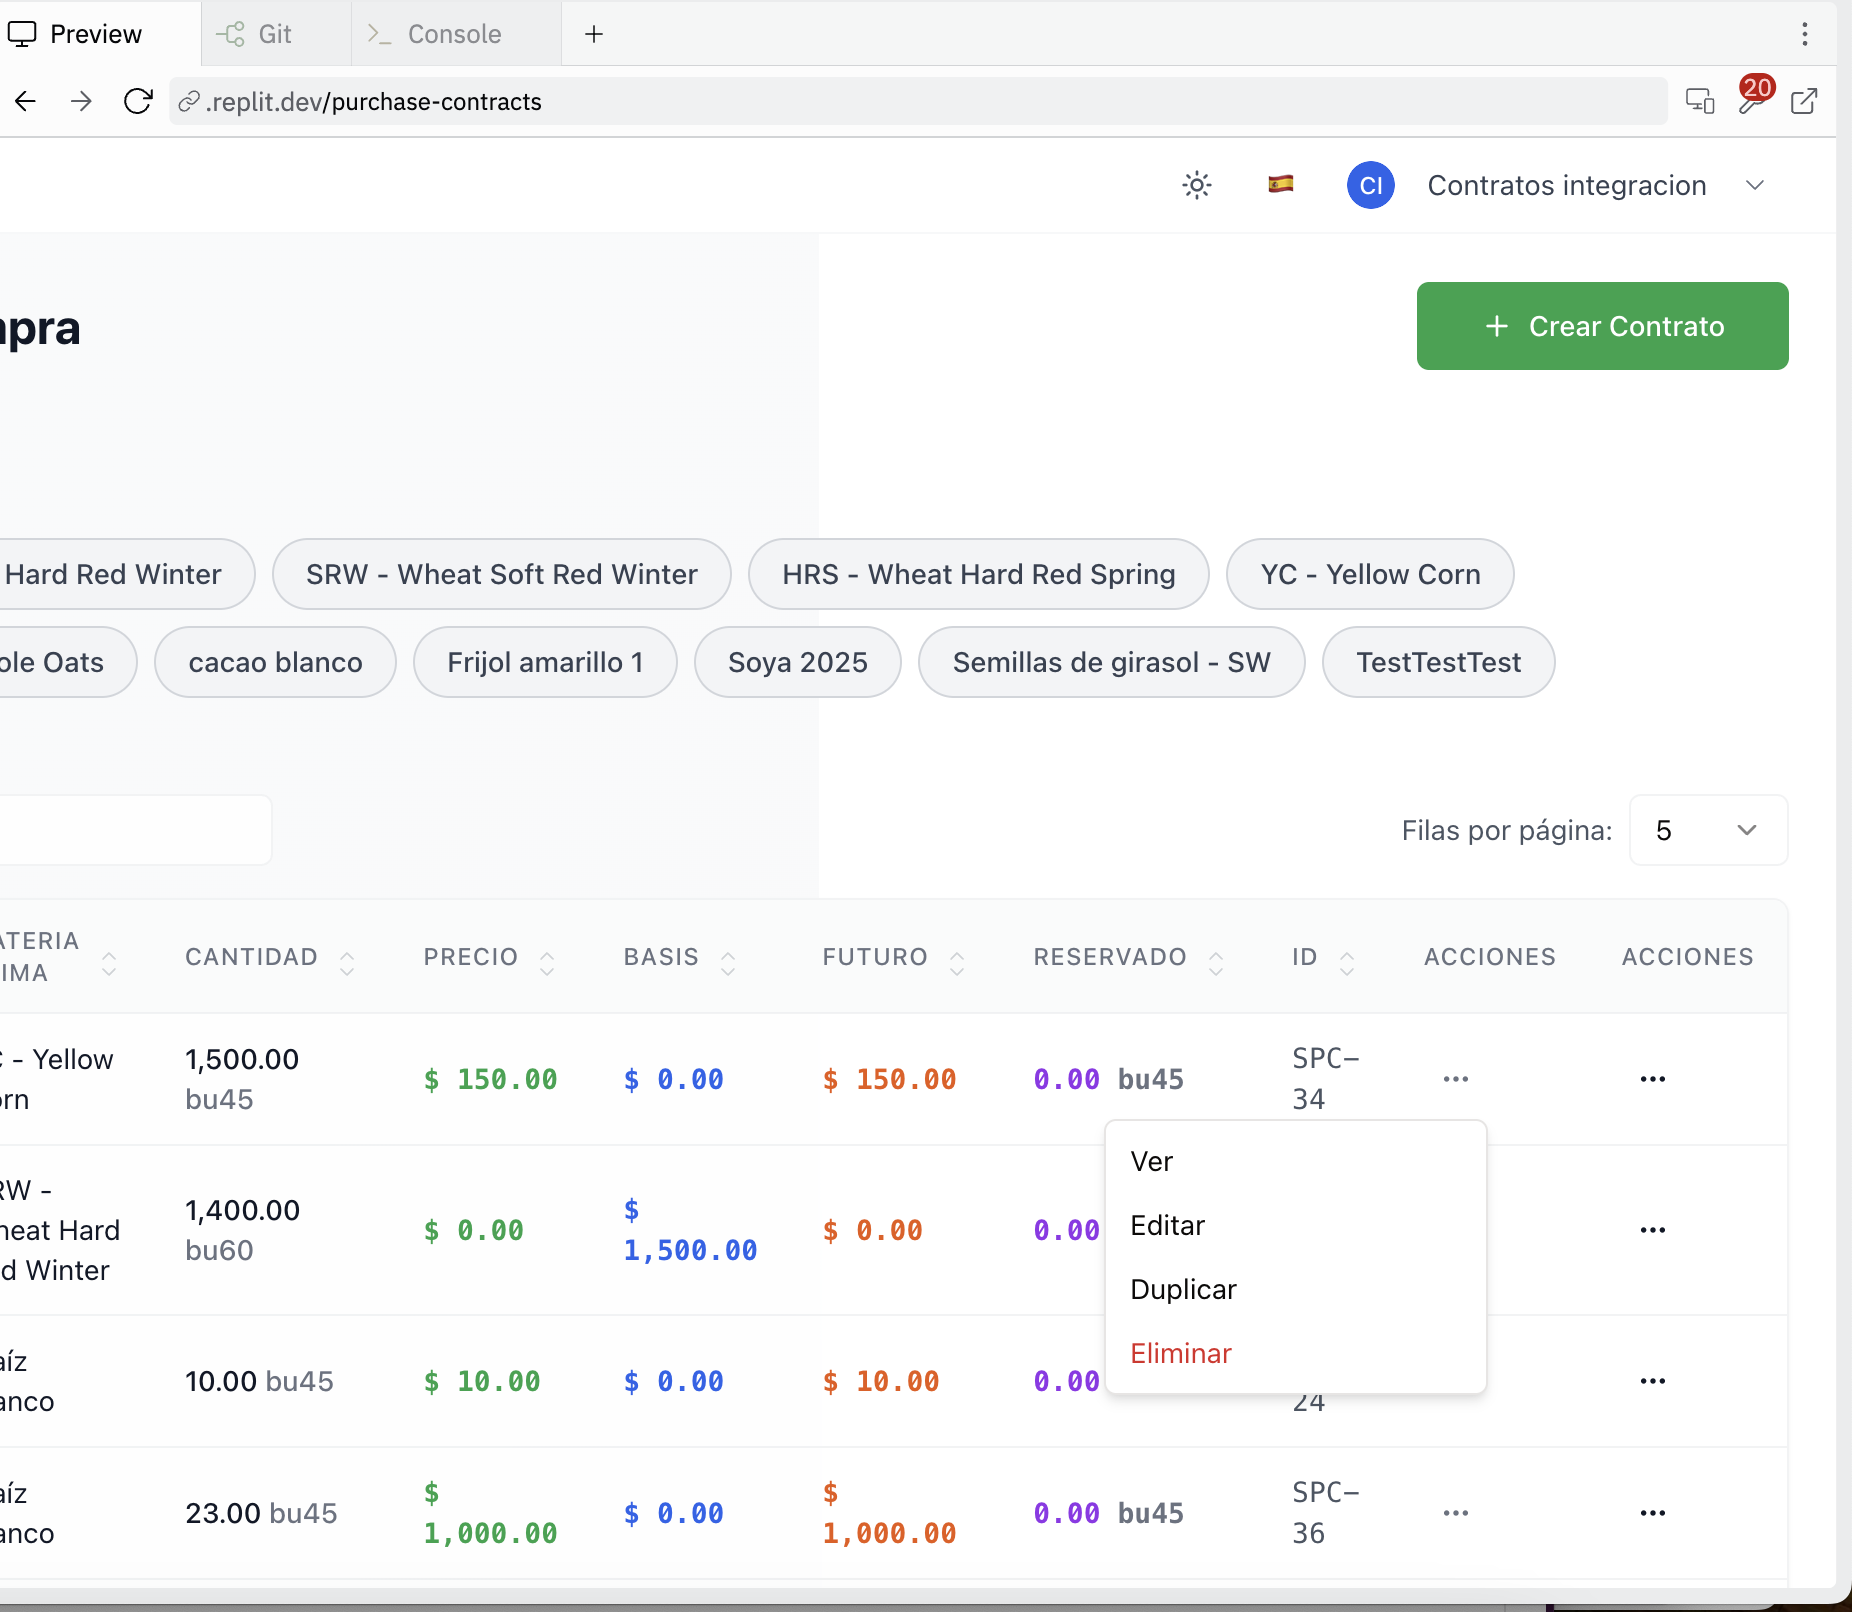 Preview
Git
Console
.replit.dev/purchase-contracts
20
CI
Contratos integracion
mpra
+ Crear Contrato
Hard Red Winter
SRW - Wheat Soft Red Winter
HRS - Wheat Hard Red Spring
YC - Yellow Corn
ole Oats
cacao blanco
Frijol amarillo 1
Soya 2025
Semillas de girasol - SW
TestTestTest
Filas por página:
5
ATERIA
IMA
CANTIDAD
PRECIO
BASIS
FUTURO
RESERVADO
ID
ACCIONES
ACCIONES
C - Yellow
orn
1,500.00
bu45
$ 150.00
$ 0.00
$ 150.00
0.00 bu45
SPC-
34
RW -
heat Hard
d Winter
1,400.00
bu60
$ 0.00
$
1,500.00
$ 0.00
0.00
Ver
Editar
Duplicar
Eliminar
aíz
anco
10.00 bu45
$ 10.00
$ 0.00
$ 10.00
0.00
24
aíz
anco
23.00 bu45
$
1,000.00
$ 0.00
$
1,000.00
0.00 bu45
SPC-
36